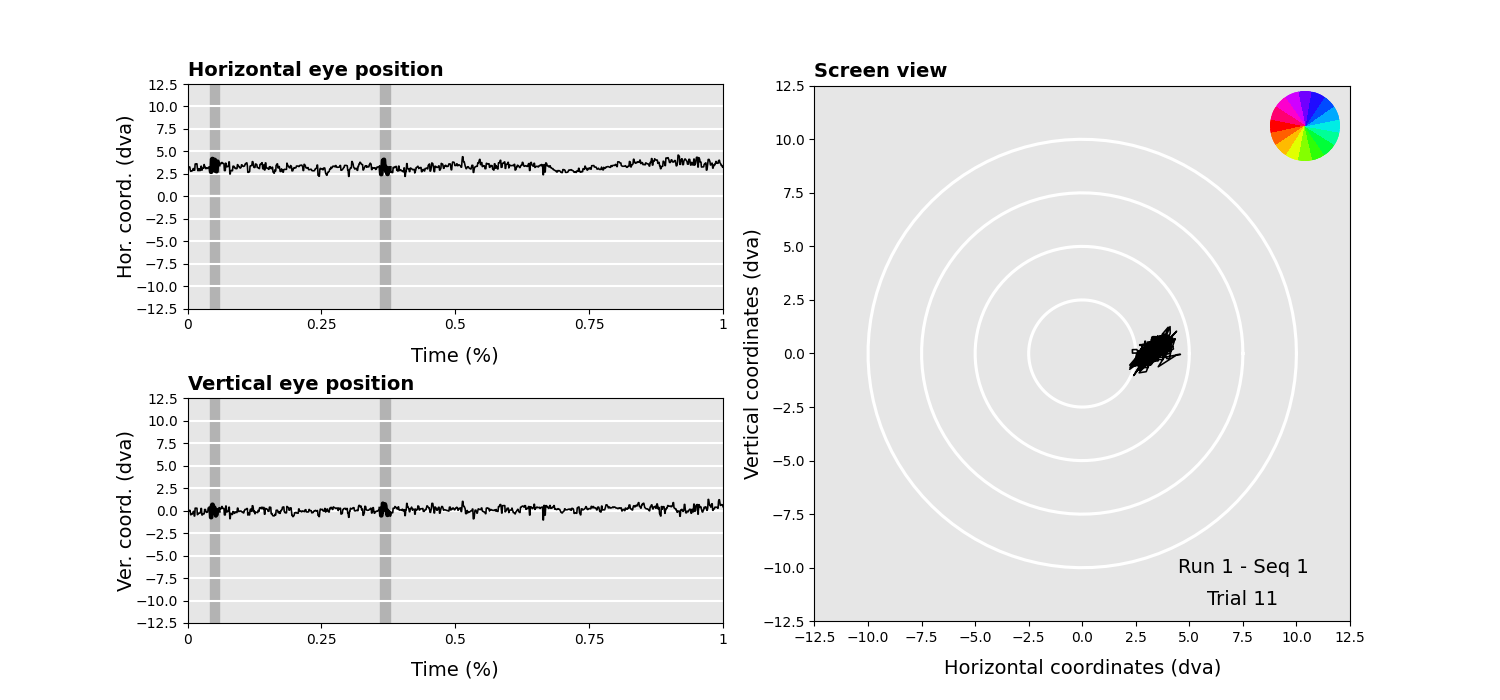 Horizontal eye position
12.5
10.0
7.5
5.0
2.5
0.0
−2.5
−5.0
−7.5
−10.0
−12.5
Hor. coord. (dva)
0 0.25 0.5 0.75 1
Time (%)
Vertical eye position
12.5
10.0
7.5
5.0
2.5
0.0
−2.5
−5.0
−7.5
−10.0
−12.5
Ver. coord. (dva)
0 0.25 0.5 0.75 1
Time (%)
Screen view
12.5
10.0
7.5
5.0
2.5
0.0
−2.5
−5.0
−7.5
−10.0
−12.5
Vertical coordinates (dva)
Run 1 - Seq 1
Trial 11
−12.5 −10.0 −7.5 −5.0 −2.5 0.0 2.5 5.0 7.5 10.0 12.5
Horizontal coordinates (dva)